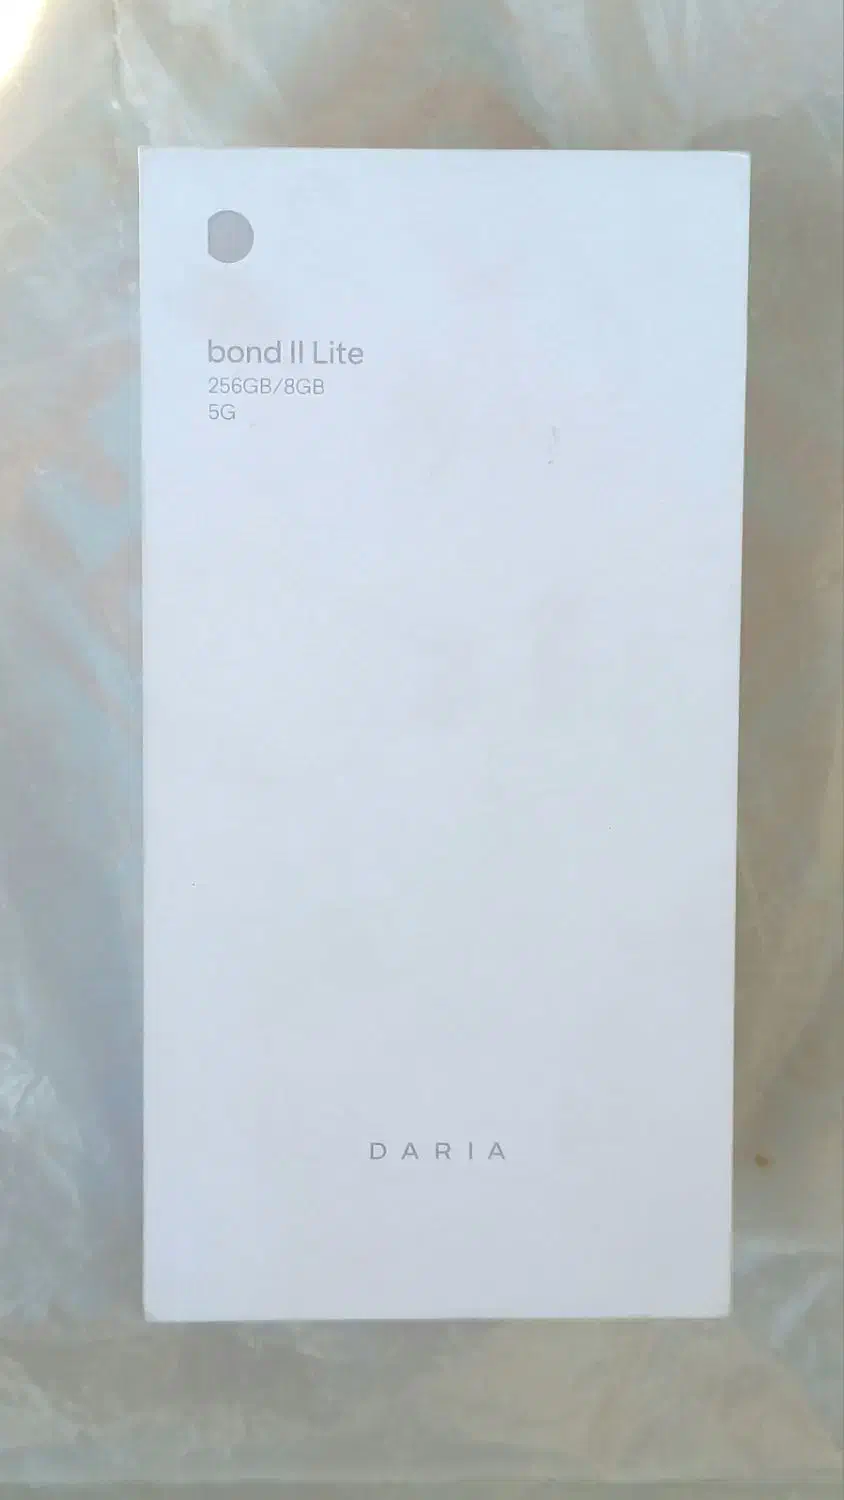 bond II Lite
256GB/8GB
5G
DARIA